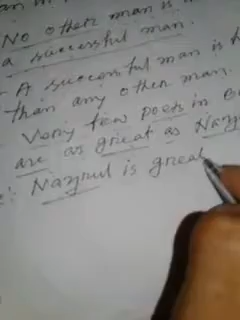 No other man is
a successful man.
A successful man is
than any other man.
Very few poets in
are as great as
Nazrul is great